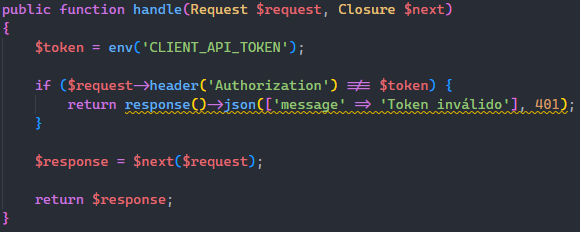 public function handle(Request $request, Closure $next)
{
    $token = env('CLIENT_API_TOKEN');

    if ($request->header('Authorization') !== $token) {
        return response()->json(['message' => 'Token inválido'], 401);
    }

    $response = $next($request);

    return $response;
}